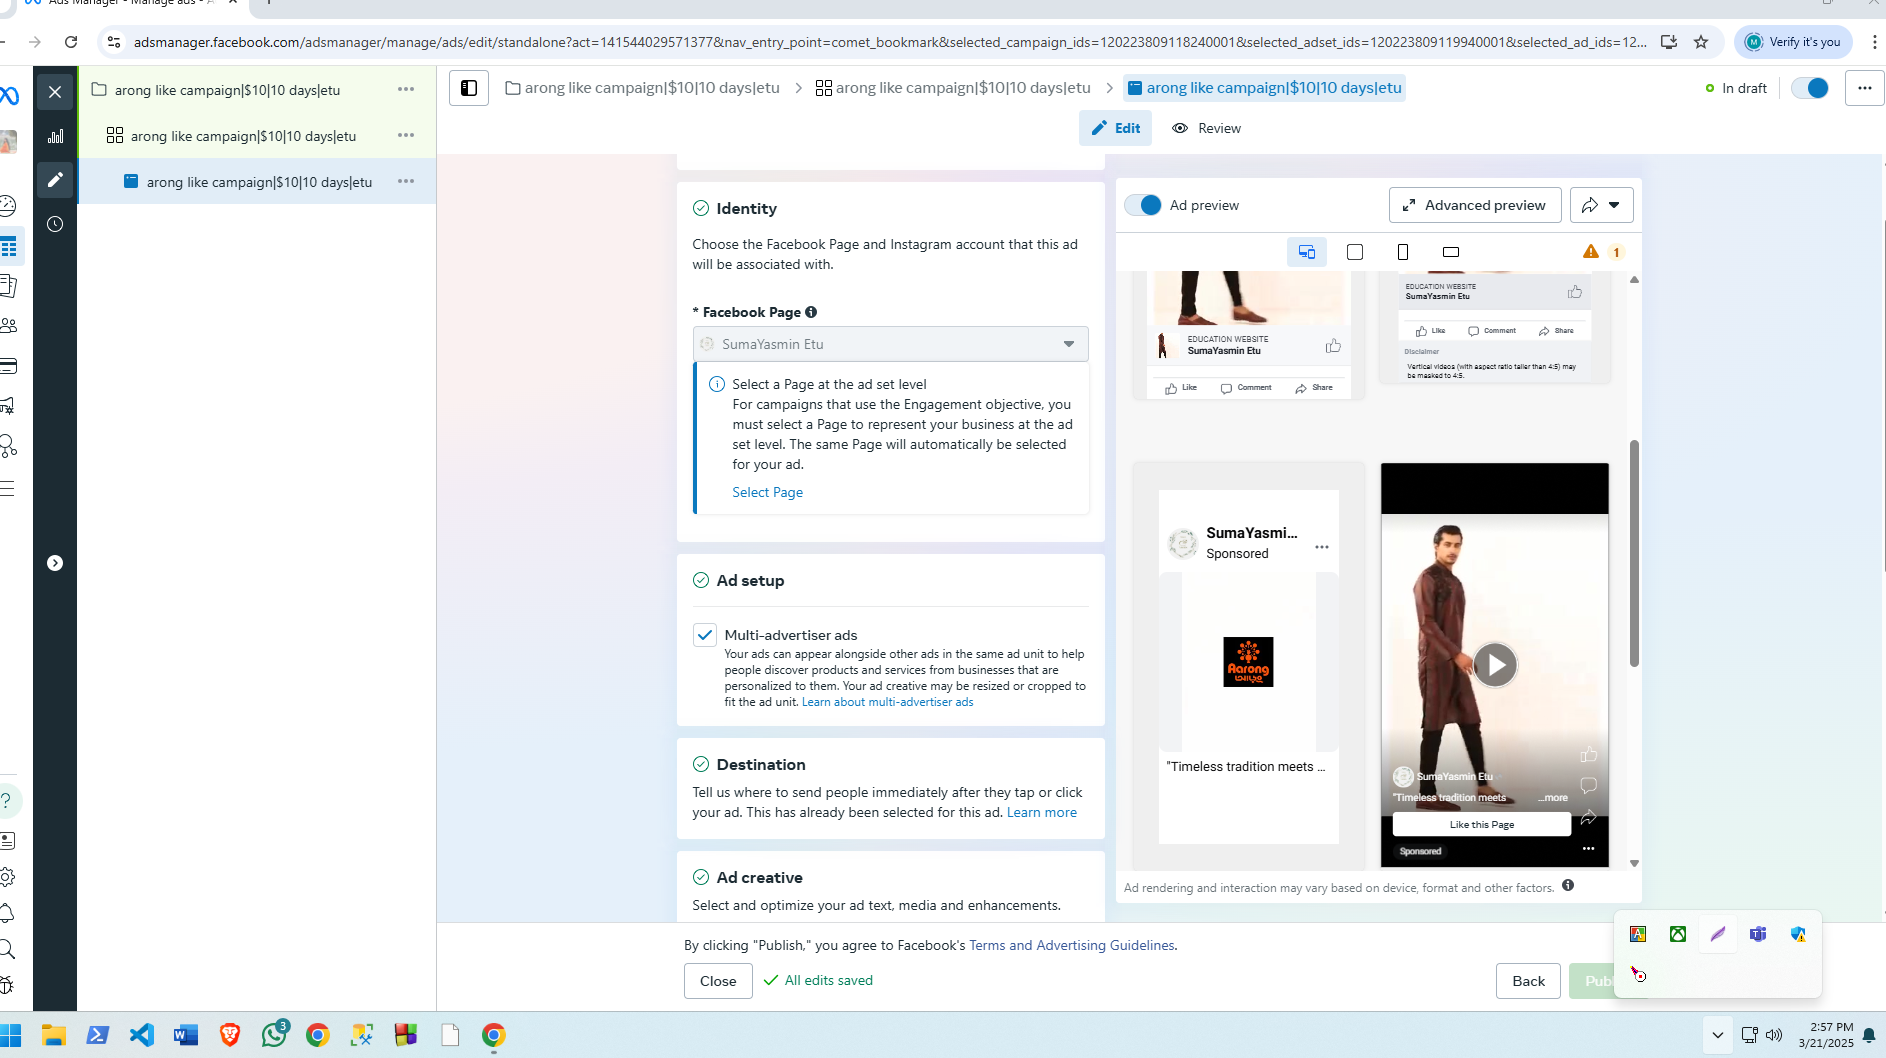 Ads Manager - Manage ads - A
adsmanager.facebook.com/adsmanager/manage/ads/edit/standalone?act=141544029571377&nav_entry_point=comet_bookmark&selected_campaign_ids=120223809118240001&selected_adset_ids=120223809119940001&selected_ad_ids=12...
M Verify it's you
arong like campaign|$10|10 days|etu
arong like campaign|$10|10 days|etu
arong like campaign|$10|10 days|etu
arong like campaign|$10|10 days|etu
arong like campaign|$10|10 days|etu
arong like campaign|$10|10 days|etu
In draft
Edit
Review
Identity
Choose the Facebook Page and Instagram account that this ad
will be associated with.
* Facebook Page
SumaYasmin Etu
Select a Page at the ad set level
For campaigns that use the Engagement objective, you
must select a Page to represent your business at the ad
set level. The same Page will automatically be selected
for your ad.
Select Page
Ad setup
Multi-advertiser ads
Your ads can appear alongside other ads in the same ad unit to help
people discover products and services from businesses that are
personalized to them. Your ad creative may be resized or cropped to
fit the ad unit. Learn about multi-advertiser ads
Destination
Tell us where to send people immediately after they tap or click
your ad. This has already been selected for this ad. Learn more
Ad creative
Select and optimize your ad text, media and enhancements.
Ad preview
Advanced preview
1
EDUCATION WEBSITE
SumaYasmin Etu
Like Comment Share
EDUCATION WEBSITE
SumaYasmin Etu
Like Comment Share
Disclaimer
Vertical videos (with aspect ratio taller than 4:5) may
be masked to 4:5.
SumaYasmi...
Sponsored
Aarong
"Timeless tradition meets ...
SumaYasmin Etu
"Timeless tradition meets ...more
Like this Page
Sponsored
Ad rendering and interaction may vary based on device, format and other factors.
By clicking "Publish," you agree to Facebook's Terms and Advertising Guidelines.
Close
All edits saved
Back
3
2:57 PM
3/21/2025